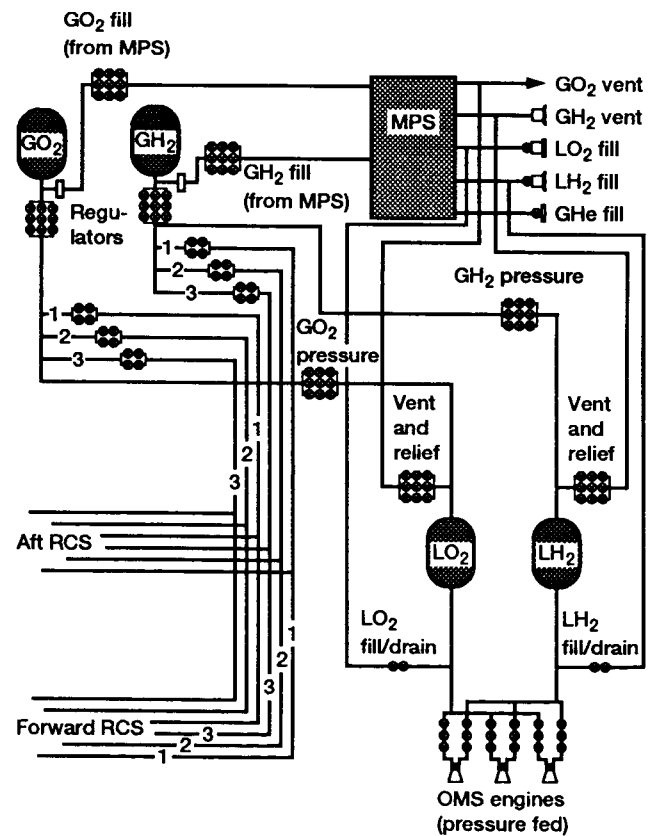 GO2 fill
(from MPS)
GO2
GH2
MPS
GO2 vent
GH2 vent
LO2 fill
LH2 fill
GHe fill
GH2 fill
(from MPS)
Regu-
lators
1
2
3
GH2 pressure
1
2
3
GO2
pressure
Vent
and
relief
Vent
and
relief
1
2
3
Aft RCS
LO2
LH2
LO2
fill/drain
LH2
fill/drain
1
2
3
Forward RCS
3
2
1
OMS engines
(pressure fed)